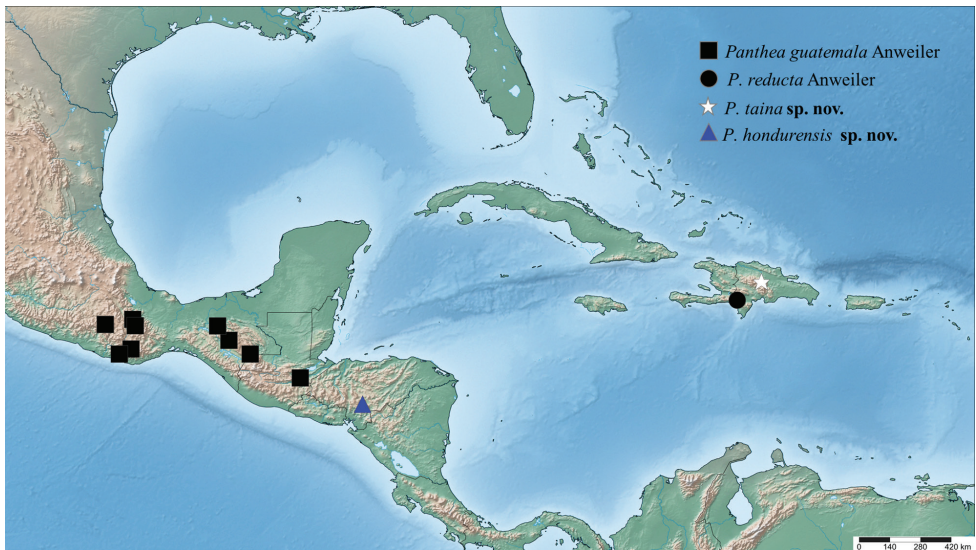 Panthea guatemala Anweiler
P. reducta Anweiler
P. taina sp. nov.
P. hondurensis sp. nov.
0 140 280 420 km